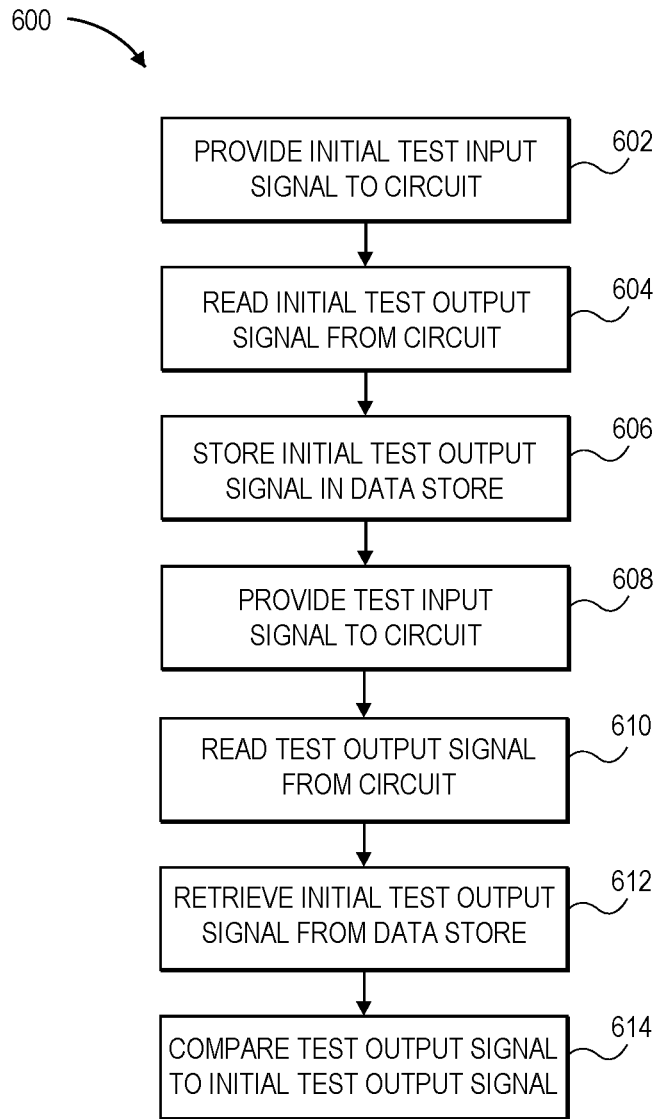 600
PROVIDE INITIAL TEST INPUT
SIGNAL TO CIRCUIT
602
READ INITIAL TEST OUTPUT
SIGNAL FROM CIRCUIT
604
STORE INITIAL TEST OUTPUT
SIGNAL IN DATA STORE
606
PROVIDE TEST INPUT
SIGNAL TO CIRCUIT
608
READ TEST OUTPUT SIGNAL
FROM CIRCUIT
610
RETRIEVE INITIAL TEST OUTPUT
SIGNAL FROM DATA STORE
612
COMPARE TEST OUTPUT SIGNAL
TO INITIAL TEST OUTPUT SIGNAL
614